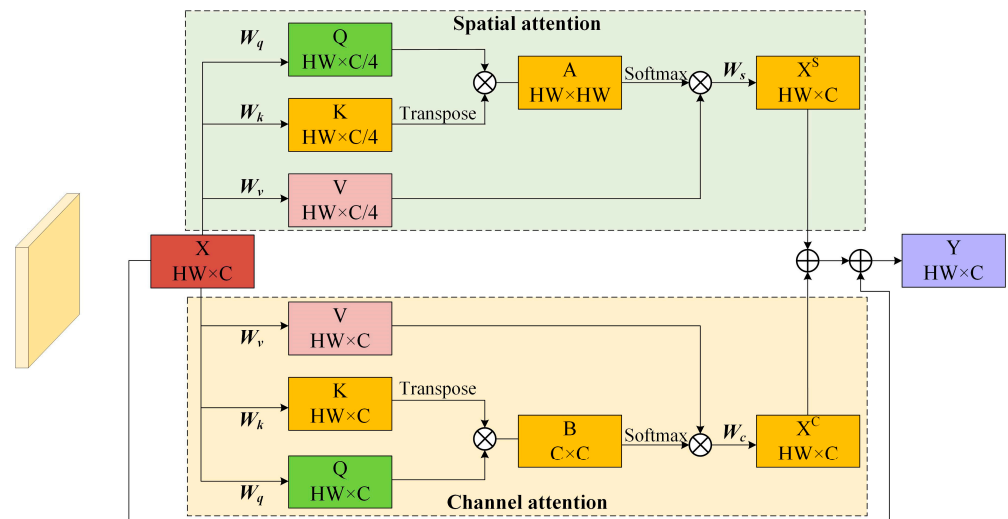 Spatial attention
W_q
Q
HW×C/4
W_k
K
HW×C/4
Transpose
W_v
V
HW×C/4
A
HW×HW
Softmax
W_s
X^S
HW×C
X
HW×C
Y
HW×C
W_v
V
HW×C
W_k
K
HW×C
Transpose
W_q
Q
HW×C
B
C×C
Softmax
W_c
X^C
HW×C
Channel attention